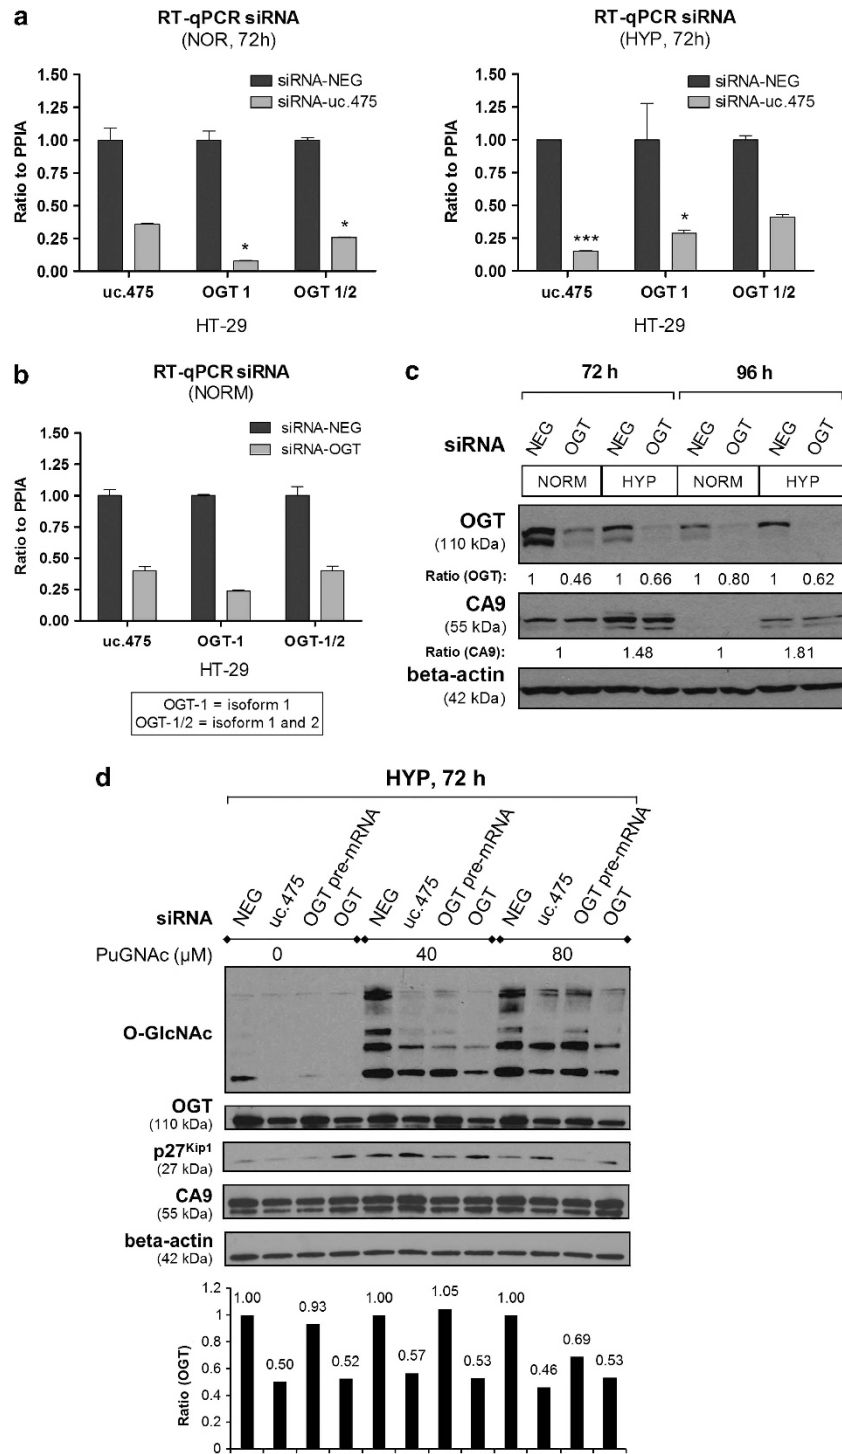 a
RT-qPCR siRNA
(NOR, 72h)
Ratio to PPIA
1.50
1.25
1.00
0.75
0.50
0.25
0.00
siRNA-NEG
siRNA-uc.475
*
*
uc.475
OGT 1
OGT 1/2
HT-29
RT-qPCR siRNA
(HYP, 72h)
Ratio to PPIA
1.50
1.25
1.00
0.75
0.50
0.25
0.00
siRNA-NEG
siRNA-uc.475
***
*
uc.475
OGT 1
OGT 1/2
HT-29
b
RT-qPCR siRNA
(NORM)
Ratio to PPIA
1.50
1.25
1.00
0.75
0.50
0.25
0.00
siRNA-NEG
siRNA-OGT
uc.475
OGT-1
OGT-1/2
HT-29
OGT-1 = isoform 1
OGT-1/2 = isoform 1 and 2
c
72 h 96 h
siRNA NEG OGT NEG OGT NEG OGT NEG OGT
NORM HYP NORM HYP
OGT
(110 kDa)
Ratio (OGT): 1 0.46 1 0.66 1 0.80 1 0.62
CA9
(55 kDa)
Ratio (CA9): 1 1.48 1 1.81
beta-actin
(42 kDa)
d
HYP, 72 h
siRNA NEG uc.475 OGT pre-mRNA OGT NEG uc.475 OGT pre-mRNA OGT NEG uc.475 OGT pre-mRNA OGT
PuGNAc (µM) 0 40 80
O-GlcNAc
OGT
(110 kDa)
p27Kip1
(27 kDa)
CA9
(55 kDa)
beta-actin
(42 kDa)
Ratio (OGT)
1.2
1
0.8
0.6
0.4
0.2
0
1.00 0.50 0.93 0.52 1.00 0.57 1.05 0.53 1.00 0.46 0.69 0.53